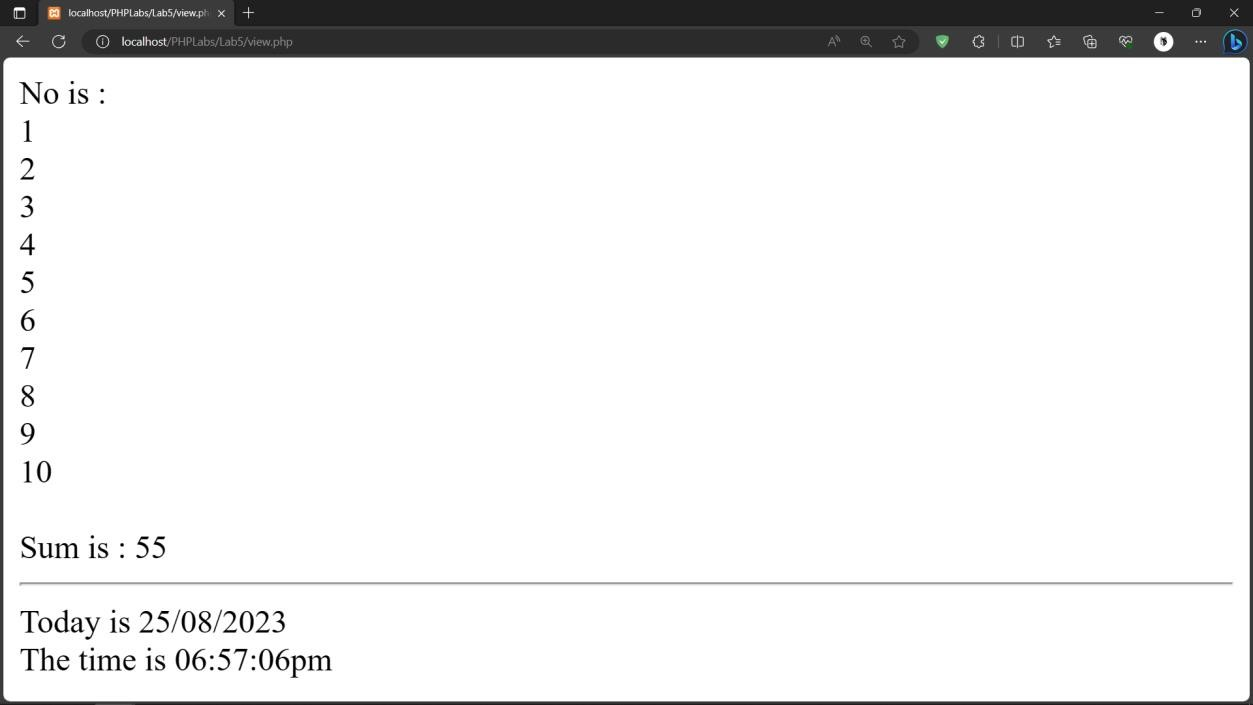 localhost/PHPLabs/Lab5/view.ph
localhost/PHPLabs/Lab5/view.php
No is :
1
2
3
4
5
6
7
8
9
10
Sum is : 55
Today is 25/08/2023
The time is 06:57:06pm